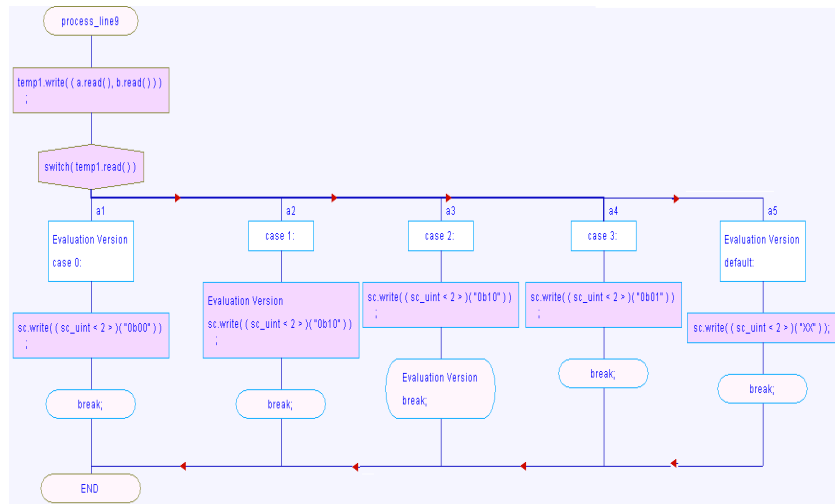 process_line9
temp1.write( ( a.read( ), b.read( ) ) )
;
switch( temp1.read( ) )
a1
a2
a3
a4
a5
Evaluation Version
case 0:
case 1:
case 2:
case 3:
Evaluation Version
default:
sc.write( ( sc_uint < 2 > )( "0b00" ) )
;
Evaluation Version
sc.write( ( sc_uint < 2 > )( "0b10" ) )
;
sc.write( ( sc_uint < 2 > )( "0b10" ) )
;
sc.write( ( sc_uint < 2 > )( "0b01" ) )
;
sc.write( ( sc_uint < 2 > )( "XX" ) );
break;
break;
Evaluation Version
break;
break;
break;
END